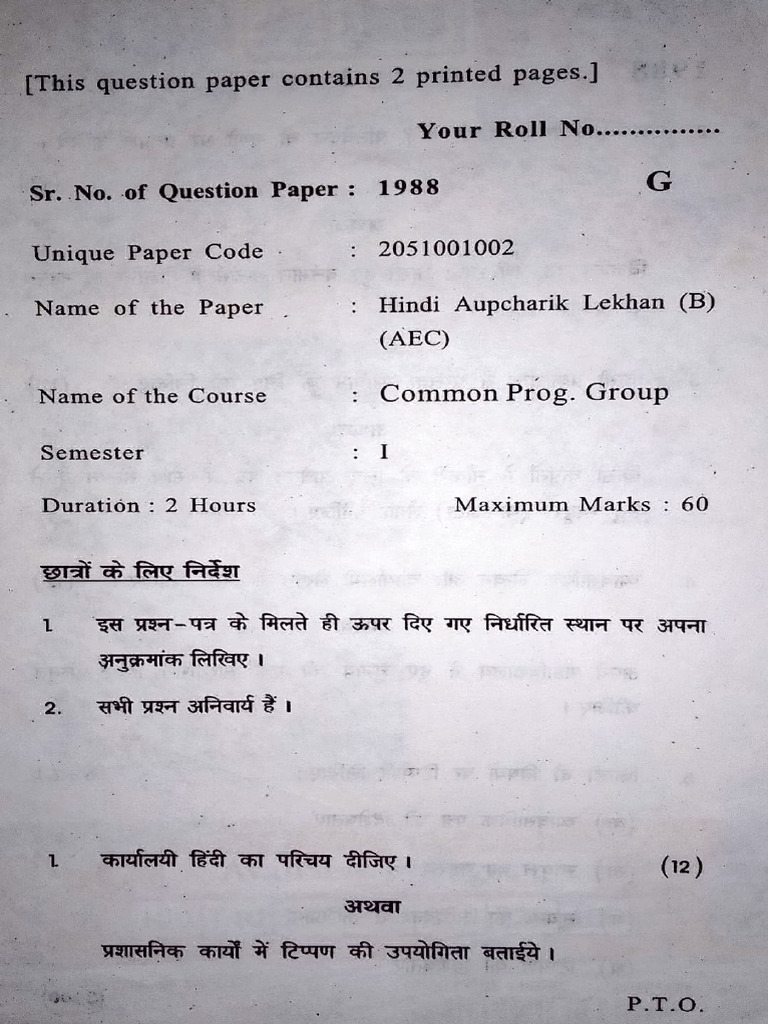 [This question paper contains 2 printed pages.]
Your Roll No...............
Sr. No. of Question Paper : 1988 G
Unique Paper Code : 2051001002
Name of the Paper : Hindi Aupcharik Lekhan (B)
(AEC)
Name of the Course : Common Prog. Group
Semester : I
Duration : 2 Hours Maximum Marks : 60
छात्रों के लिए निर्देश
1. इस प्रश्न-पत्र के मिलते ही ऊपर दिए गए निर्धारित स्थान पर अपना
अनुक्रमांक लिखिए ।
2. सभी प्रश्न अनिवार्य हैं ।
1. कार्यालयी हिंदी का परिचय दीजिए । (12)
अथवा
प्रशासनिक कार्यों में टिप्पण की उपयोगिता बताईये ।
P.T.O.